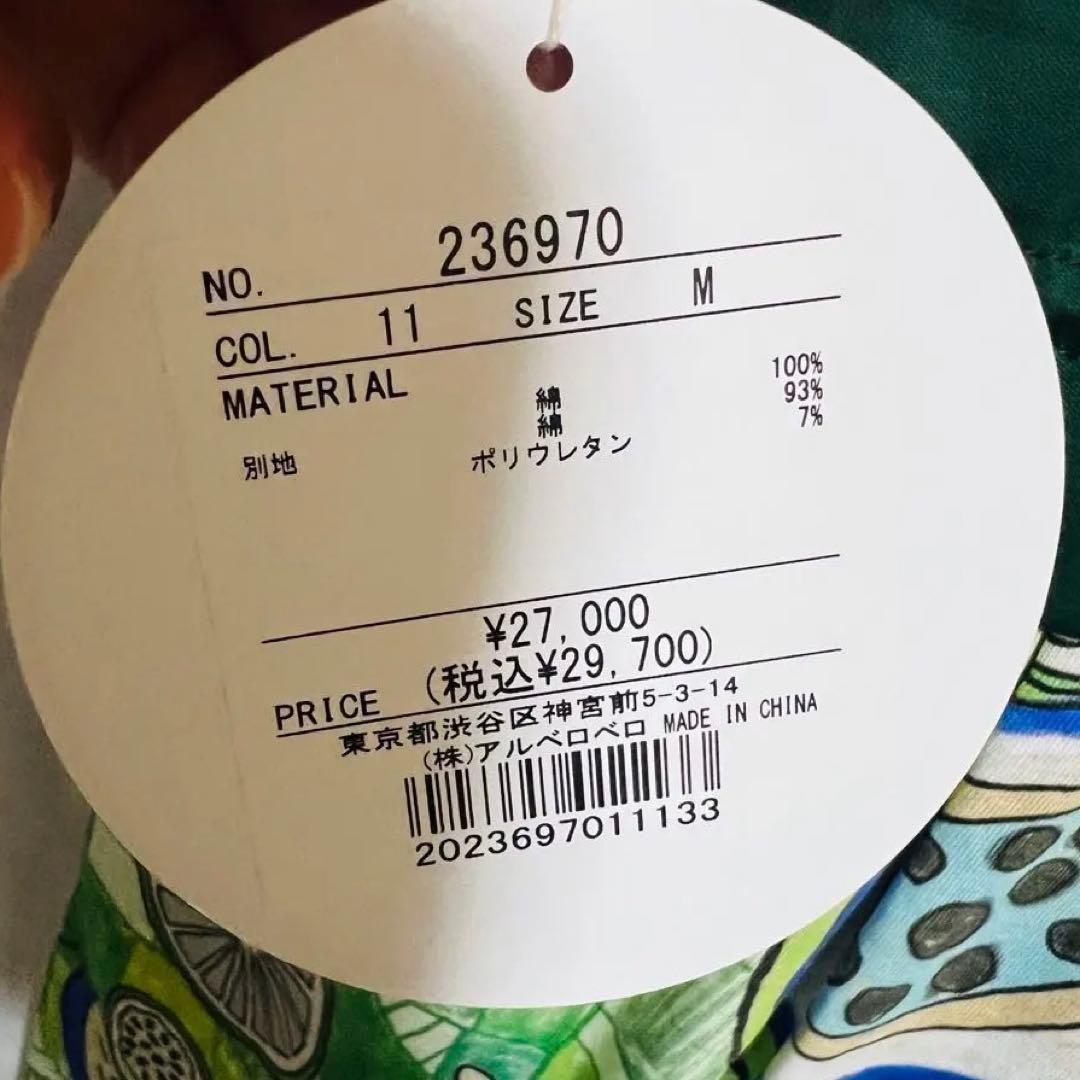 NO. 236970
COL. 11 SIZE M
MATERIAL 綿 100%
綿 93%
別地 ポリウレタン 7%
¥27,000
PRICE (税込¥29,700)
東京都渋谷区神宮前5-3-14
(株)アルベロベロ MADE IN CHINA
2023697011133